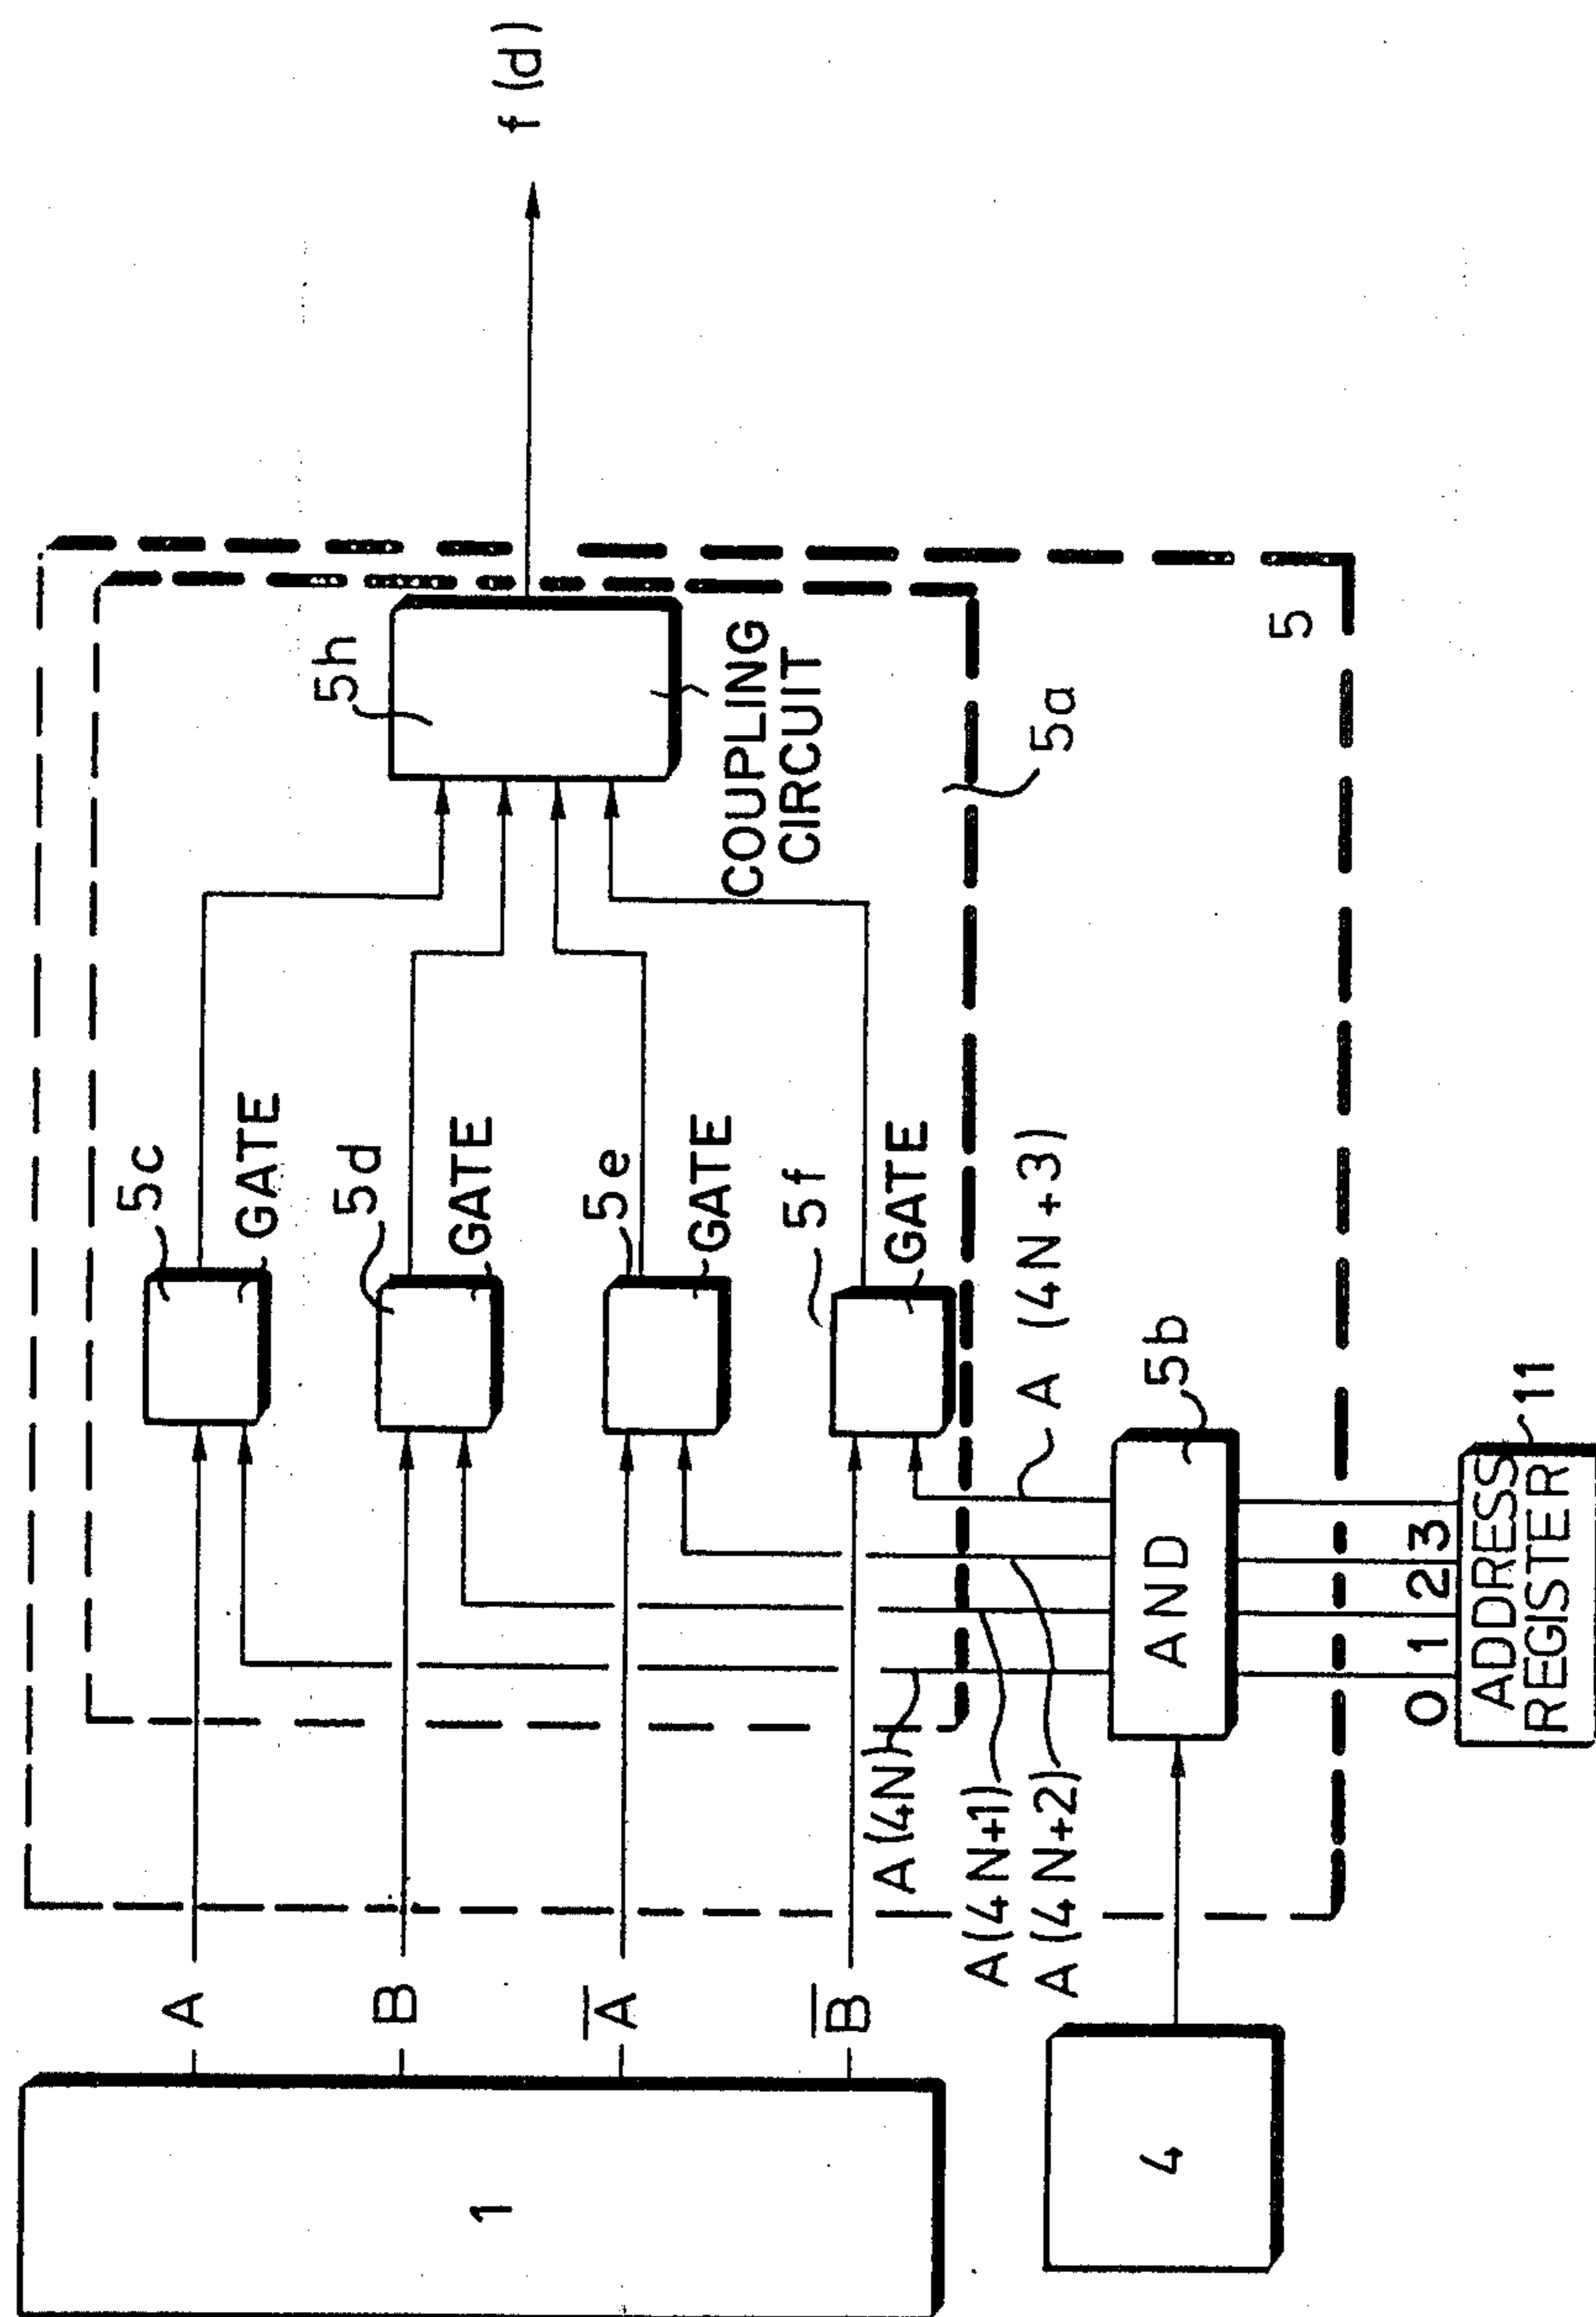 1
A
B
A̅
B̅
4
5c
GATE
5d
GATE
5e
GATE
5f
GATE
5h
COUPLING
CIRCUIT
f (d)
5a
5
A(4N)
A(4N+1)
A(4N+2)
A (4N+3)
AND
5b
0 1 2 3
ADDRESS
REGISTER
11